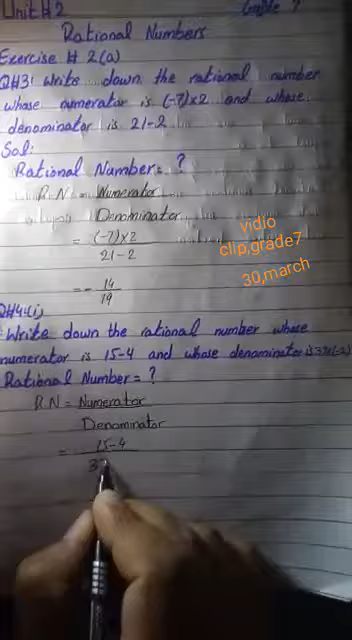 Unit#2
Grade 7
Rational Numbers
Exercise # 2(a)
Q#3: Write down the rational number
whose numerator is (-7)×2 and whose
denominator is 21-2
Sol:
Rational Number = ?
R.N = Numerator
Denominator
= (-7)×2
21-2
= - 14
19
vidio
clip,grade7
30,march
Q#4:(i)
Write down the rational number whose
numerator is 15-4 and whose denominator is
Rational Number = ?
R.N = Numerator
Denominator
= 15-4
3